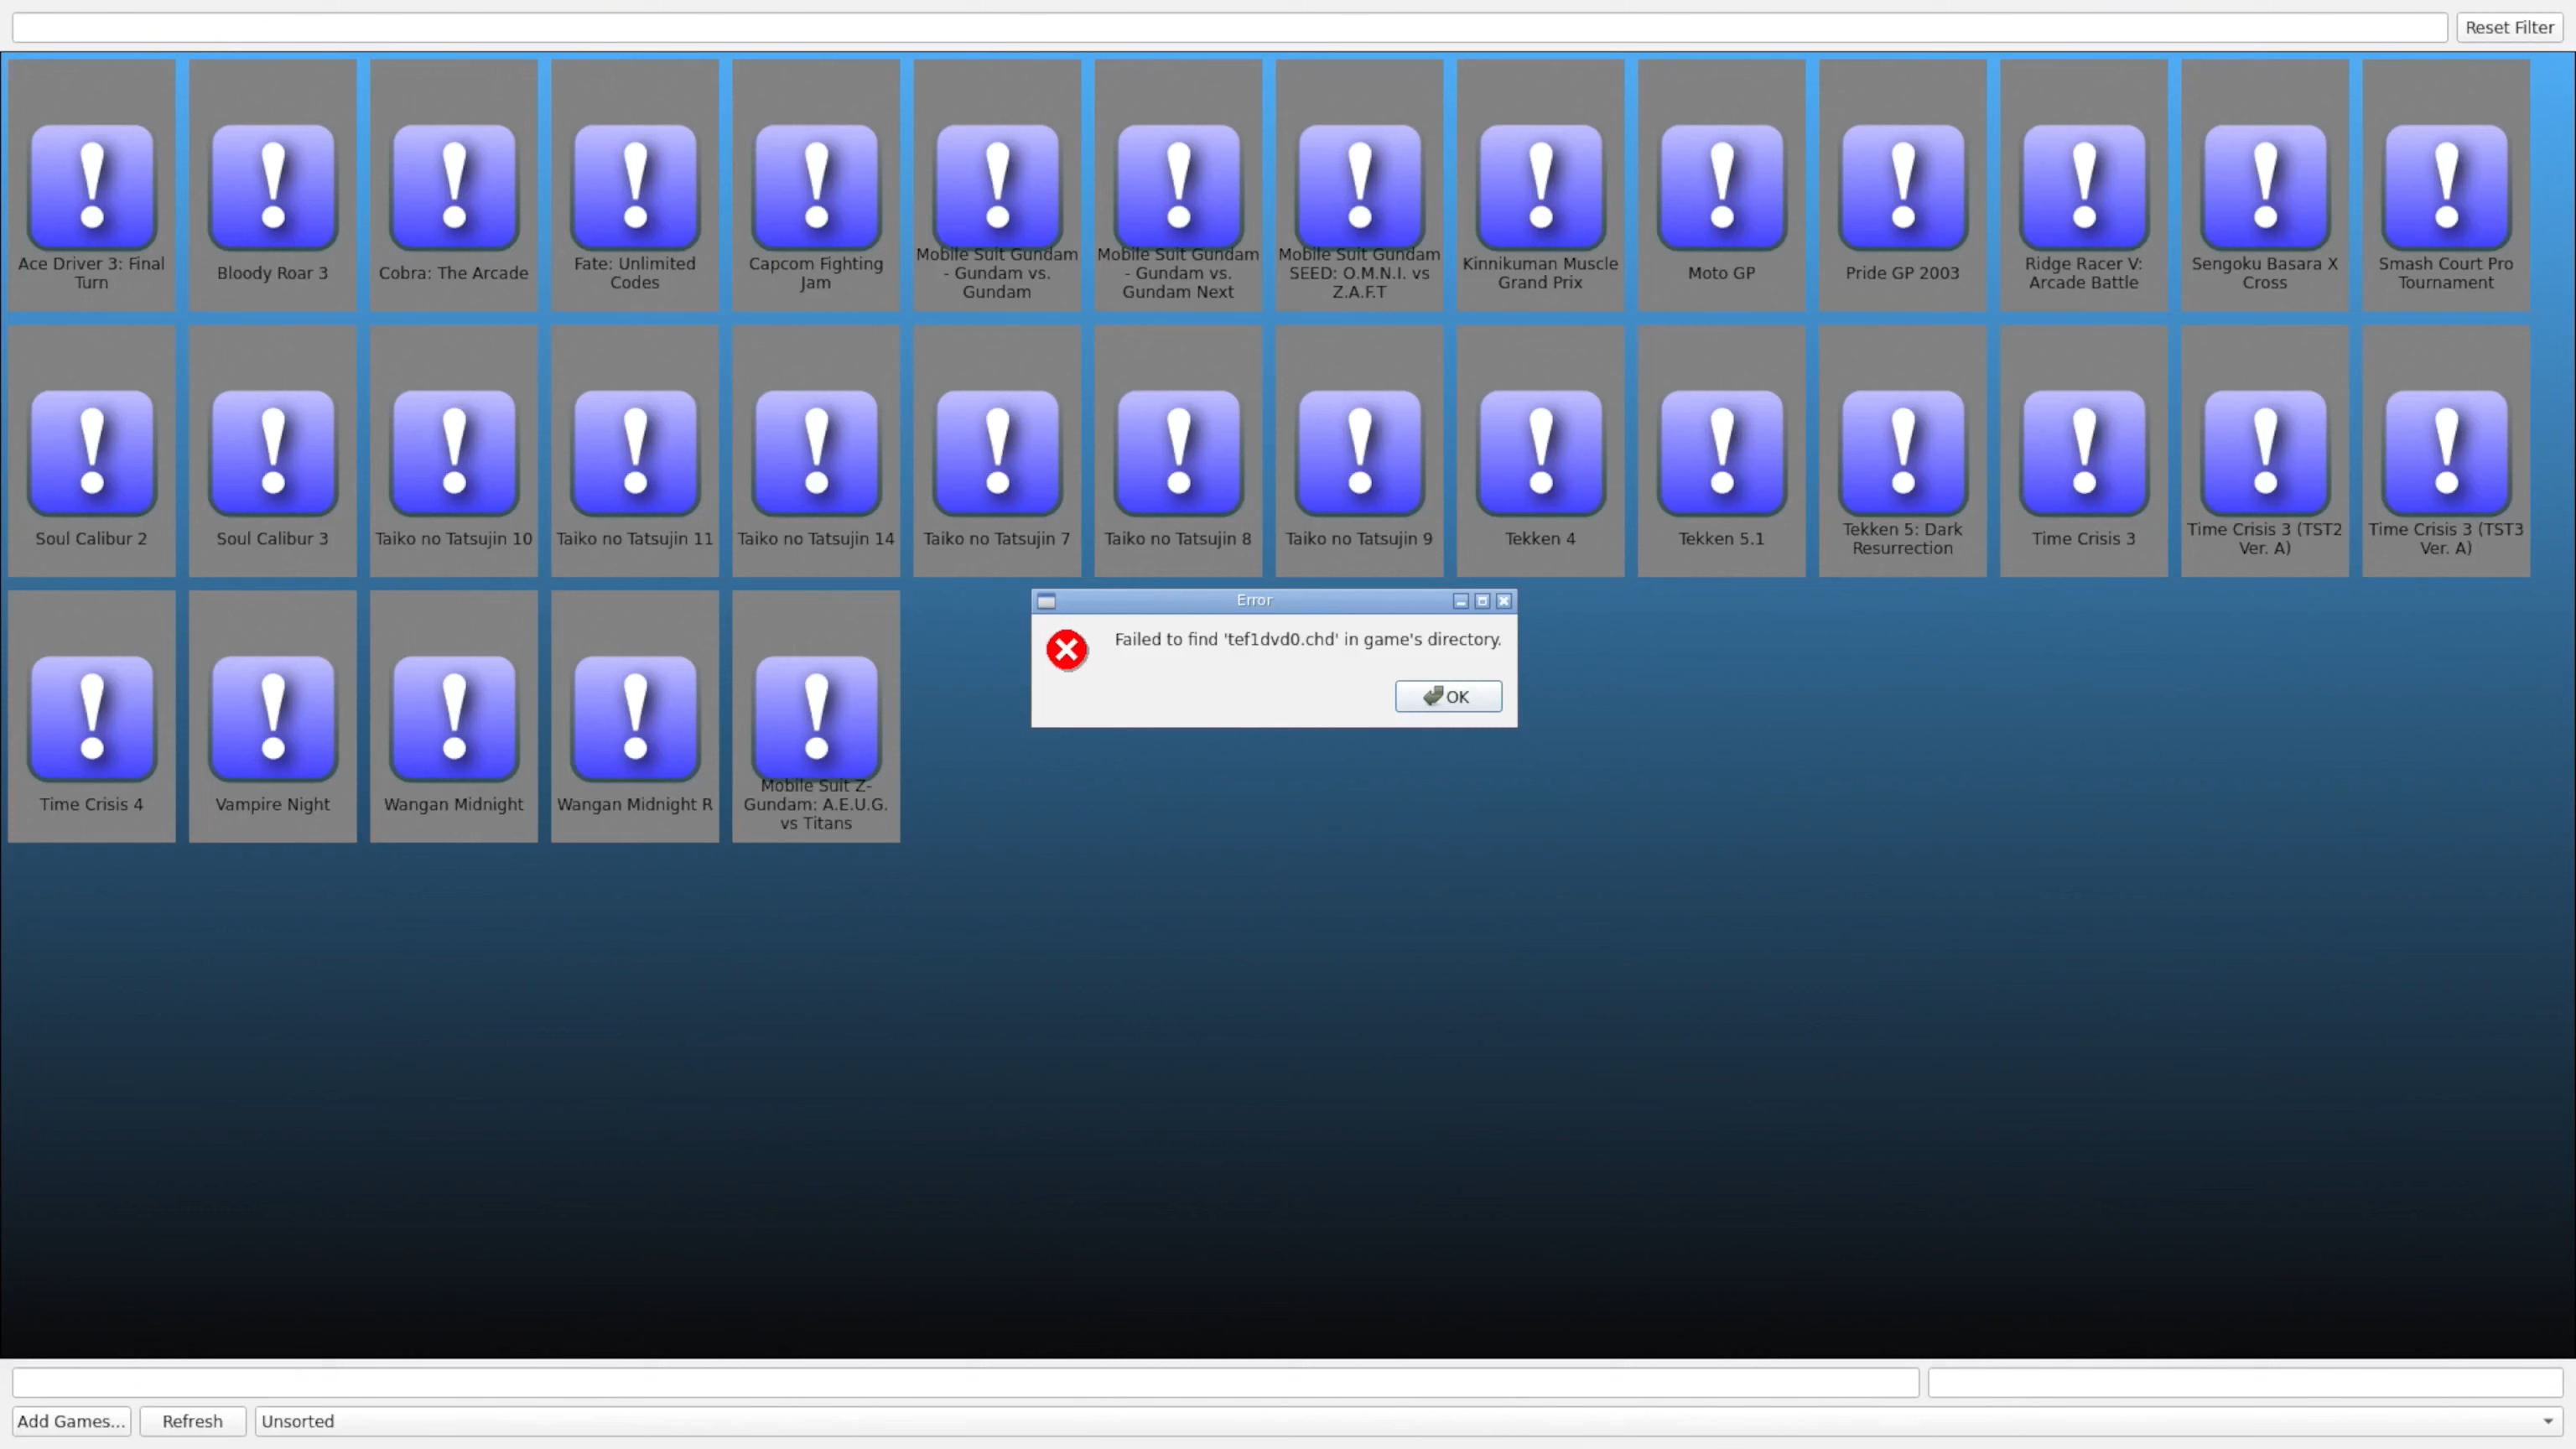 Reset Filter
Ace Driver 3: Final
Turn
Bloody Roar 3
Cobra: The Arcade
Fate: Unlimited
Codes
Capcom Fighting
Jam
Mobile Suit Gundam
- Gundam vs.
Gundam
Mobile Suit Gundam
- Gundam vs.
Gundam Next
Mobile Suit Gundam
SEED: O.M.N.I. vs
Z.A.F.T
Kinnikuman Muscle
Grand Prix
Moto GP
Pride GP 2003
Ridge Racer V:
Arcade Battle
Sengoku Basara X
Cross
Smash Court Pro
Tournament
Soul Calibur 2
Soul Calibur 3
Taiko no Tatsujin 10
Taiko no Tatsujin 11
Taiko no Tatsujin 14
Taiko no Tatsujin 7
Taiko no Tatsujin 8
Taiko no Tatsujin 9
Tekken 4
Tekken 5.1
Tekken 5: Dark
Resurrection
Time Crisis 3
Time Crisis 3 (TST2
Ver. A)
Time Crisis 3 (TST3
Ver. A)
Time Crisis 4
Vampire Night
Wangan Midnight
Wangan Midnight R
Mobile Suit Z-
Gundam: A.E.U.G.
vs Titans
Error
Failed to find 'tef1dvd0.chd' in game's directory.
OK
Add Games...
Refresh
Unsorted